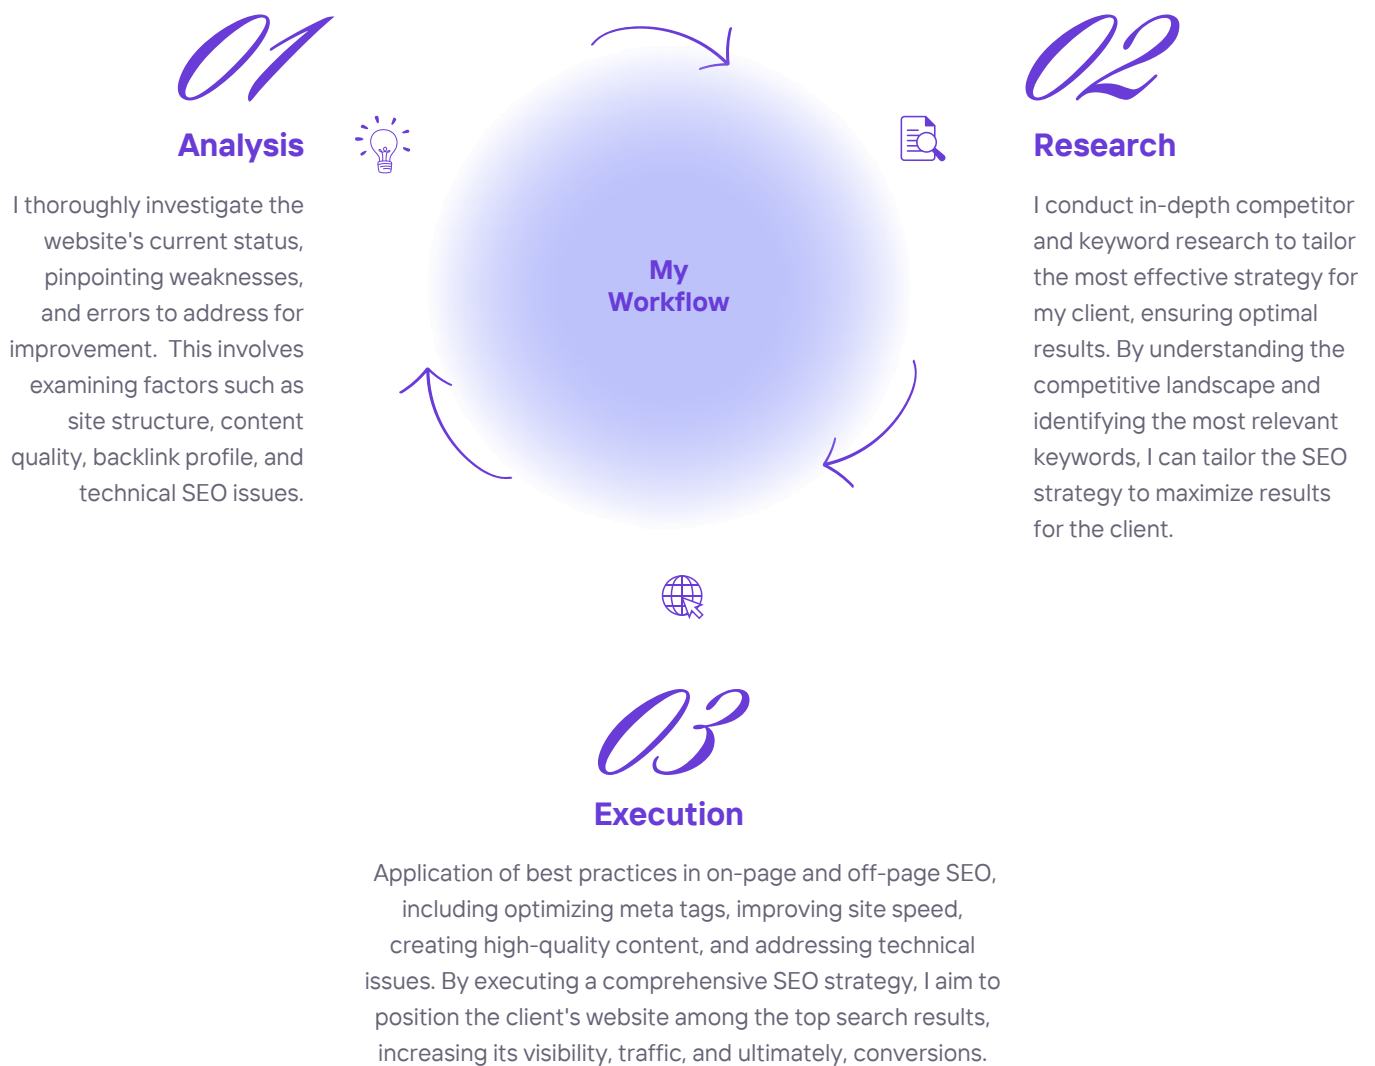 01
Analysis
I thoroughly investigate the
website's current status,
pinpointing weaknesses,
and errors to address for
improvement.  This involves
examining factors such as
site structure, content
quality, backlink profile, and
technical SEO issues.
My
Workflow
02
Research
I conduct in-depth competitor
and keyword research to tailor
the most effective strategy for
my client, ensuring optimal
results. By understanding the
competitive landscape and
identifying the most relevant
keywords, I can tailor the SEO
strategy to maximize results
for the client.
03
Execution
Application of best practices in on-page and off-page SEO,
including optimizing meta tags, improving site speed,
creating high-quality content, and addressing technical
issues. By executing a comprehensive SEO strategy, I aim to
position the client's website among the top search results,
increasing its visibility, traffic, and ultimately, conversions.